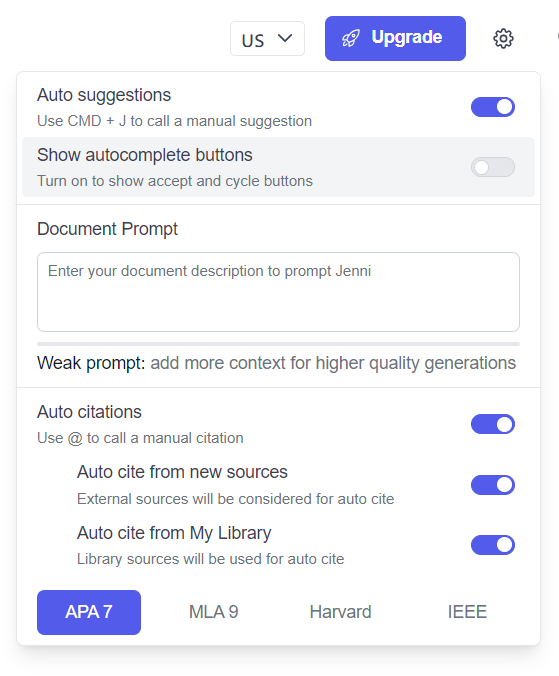 US
Upgrade
Auto suggestions
Use CMD + J to call a manual suggestion
Show autocomplete buttons
Turn on to show accept and cycle buttons
Document Prompt
Enter your document description to prompt Jenni
Weak prompt: add more context for higher quality generations
Auto citations
Use @ to call a manual citation
Auto cite from new sources
External sources will be considered for auto cite
Auto cite from My Library
Library sources will be used for auto cite
APA 7 MLA 9 Harvard IEEE